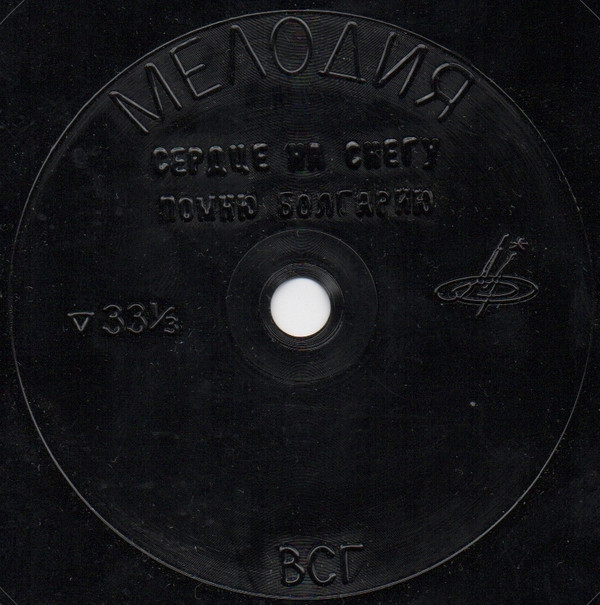 МЕЛОДИЯ
СЕРДЦЕ НА СНЕГУ
ПОМНЮ БОЛГАРИЮ
▽ 33⅓
ВСГ